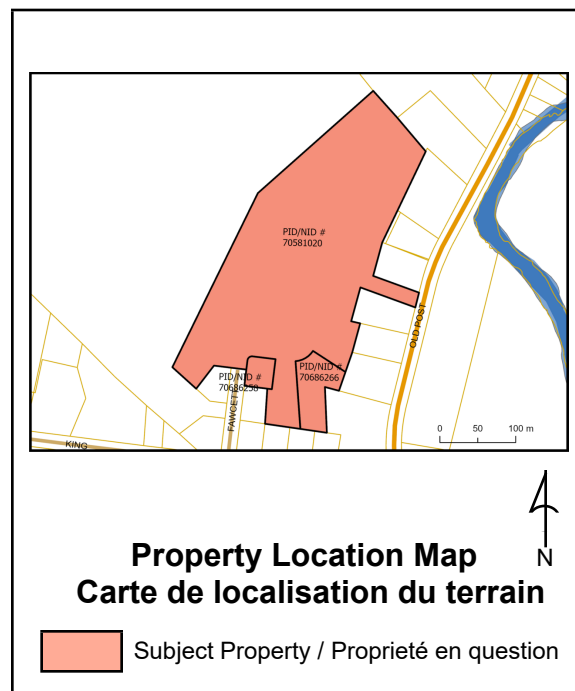 PID/NID #
70581020
PID/NID #
70686266
PID/NID #
70686258
OLD POST
FAWCETT
KING
0 50 100 m
N
Property Location Map
Carte de localisation du terrain
Subject Property / Proprieté en question